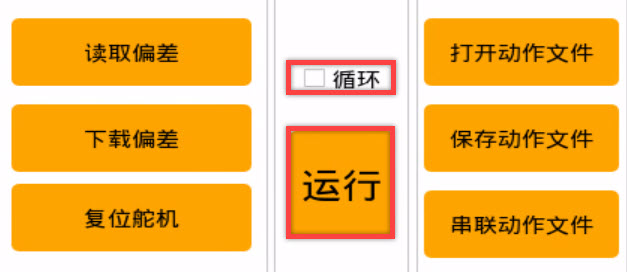 读取偏差
下载偏差
复位舵机
循环
运行
打开动作文件
保存动作文件
串联动作文件